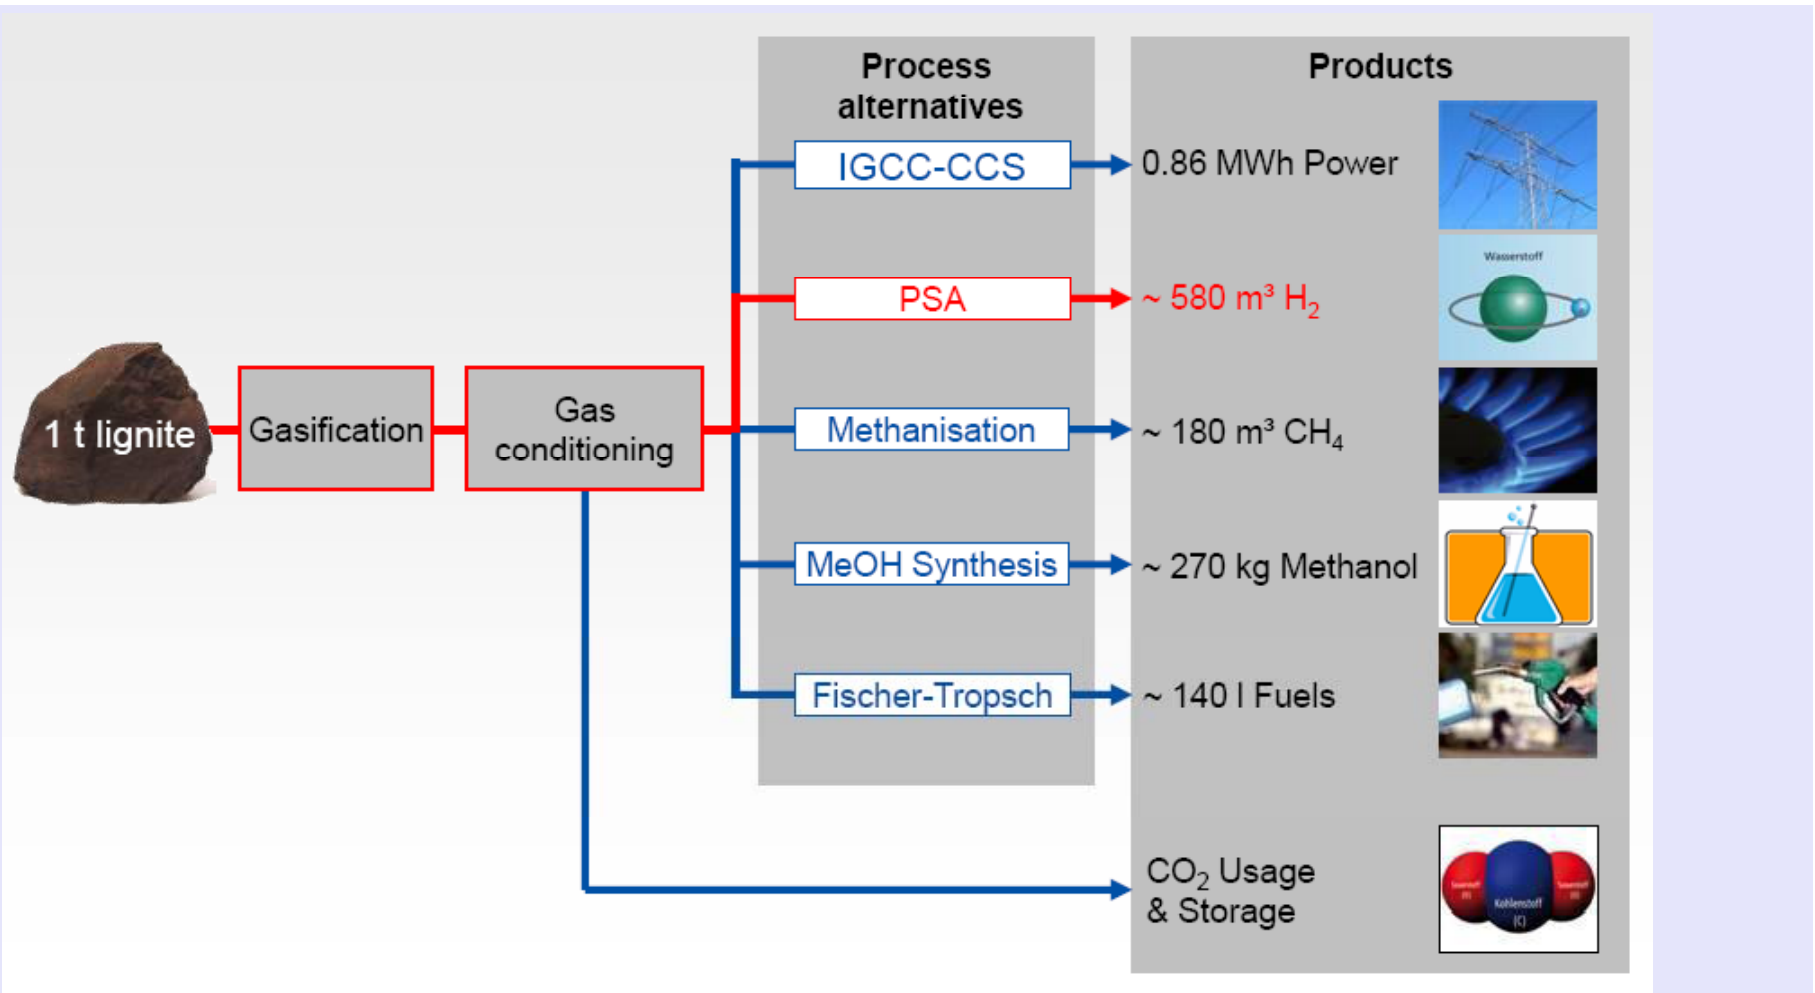 Process
alternatives
Products
IGCC-CCS
0.86 MWh Power
Wasserstoff
PSA
~ 580 m³ H₂
1 t lignite
Gasification
Gas
conditioning
Methanisation
~ 180 m³ CH₄
MeOH Synthesis
~ 270 kg Methanol
Fischer-Tropsch
~ 140 l Fuels
CO₂ Usage
& Storage
Kohlenstoff
(C)